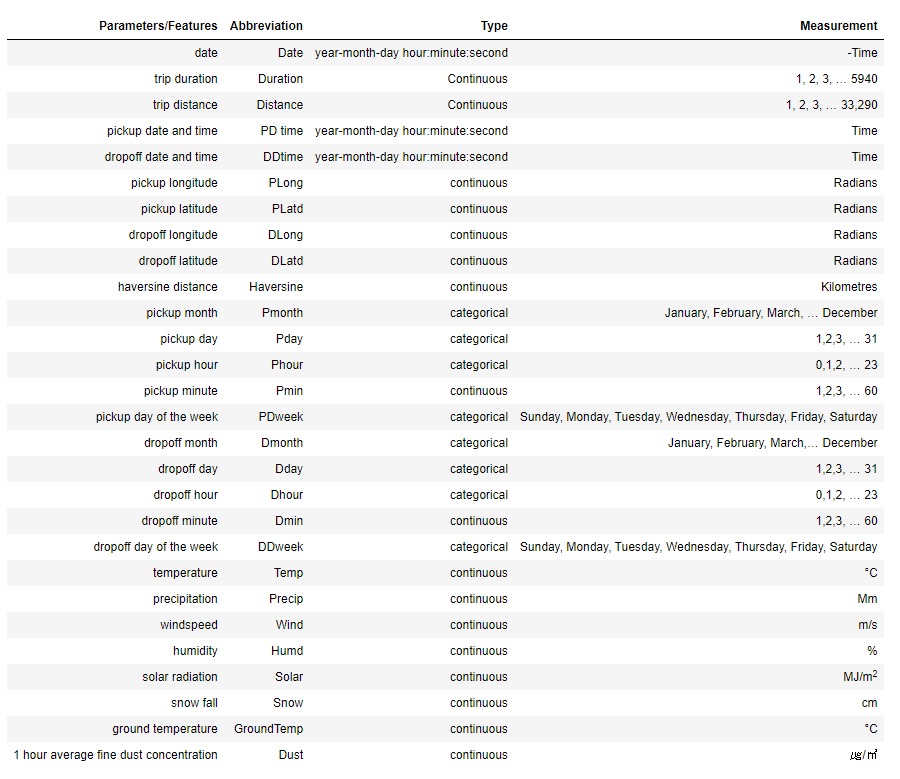 Parameters/Features Abbreviation Type Measurement
date Date year-month-day hour:minute:second -Time
trip duration Duration Continuous 1, 2, 3, … 5940
trip distance Distance Continuous 1, 2, 3, … 33,290
pickup date and time PD time year-month-day hour:minute:second Time
dropoff date and time DDtime year-month-day hour:minute:second Time
pickup longitude PLong continuous Radians
pickup latitude PLatd continuous Radians
dropoff longitude DLong continuous Radians
dropoff latitude DLatd continuous Radians
haversine distance Haversine continuous Kilometres
pickup month Pmonth categorical January, February, March, … December
pickup day Pday categorical 1,2,3, … 31
pickup hour Phour categorical 0,1,2, … 23
pickup minute Pmin continuous 1,2,3, … 60
pickup day of the week PDweek categorical Sunday, Monday, Tuesday, Wednesday, Thursday, Friday, Saturday
dropoff month Dmonth categorical January, February, March,… December
dropoff day Dday categorical 1,2,3, … 31
dropoff hour Dhour categorical 0,1,2, … 23
dropoff minute Dmin continuous 1,2,3, … 60
dropoff day of the week DDweek categorical Sunday, Monday, Tuesday, Wednesday, Thursday, Friday, Saturday
temperature Temp continuous °C
precipitation Precip continuous Mm
windspeed Wind continuous m/s
humidity Humd continuous %
solar radiation Solar continuous MJ/m²
snow fall Snow continuous cm
ground temperature GroundTemp continuous °C
1 hour average fine dust concentration Dust continuous ㎍/㎥